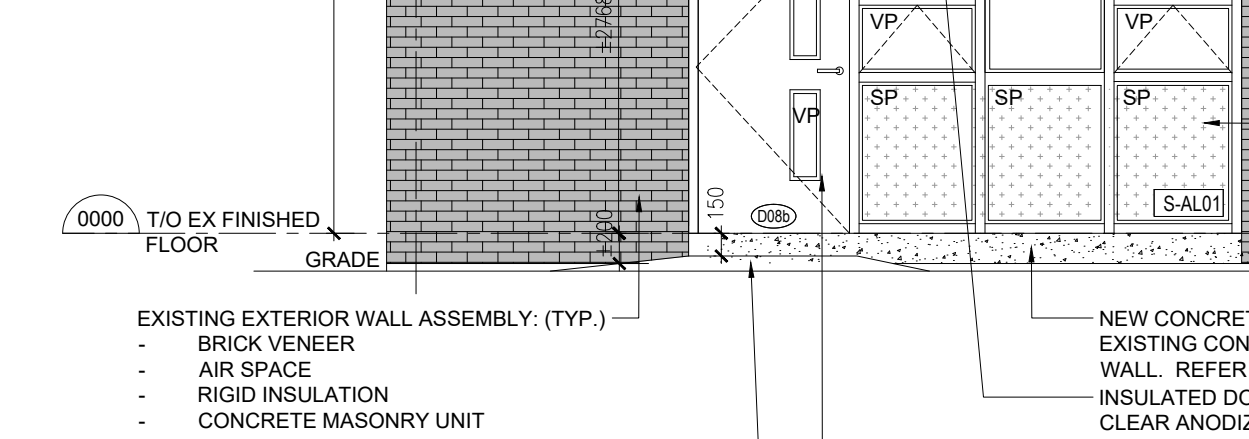 ±2768
VP
VP
VP
SP
SP
SP
S-AL01
D08b
150
±200
0000
T/O EX FINISHED
FLOOR
GRADE
EXISTING EXTERIOR WALL ASSEMBLY: (TYP.)
- BRICK VENEER
- AIR SPACE
- RIGID INSULATION
- CONCRETE MASONRY UNIT
NEW CONCRET
EXISTING CON
WALL. REFER
INSULATED DO
CLEAR ANODIZ